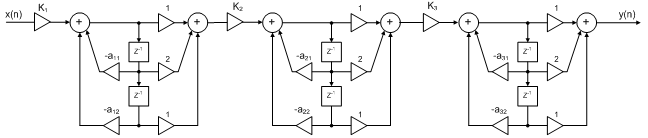 x(n) K₁ 1 K₂ 1 K₃ 1 y(n)
z⁻¹ z⁻¹ z⁻¹
-a₁₁ 2 -a₂₁ 2 -a₃₁ 2
z⁻¹ z⁻¹ z⁻¹
-a₁₂ 1 -a₂₂ 1 -a₃₂ 1